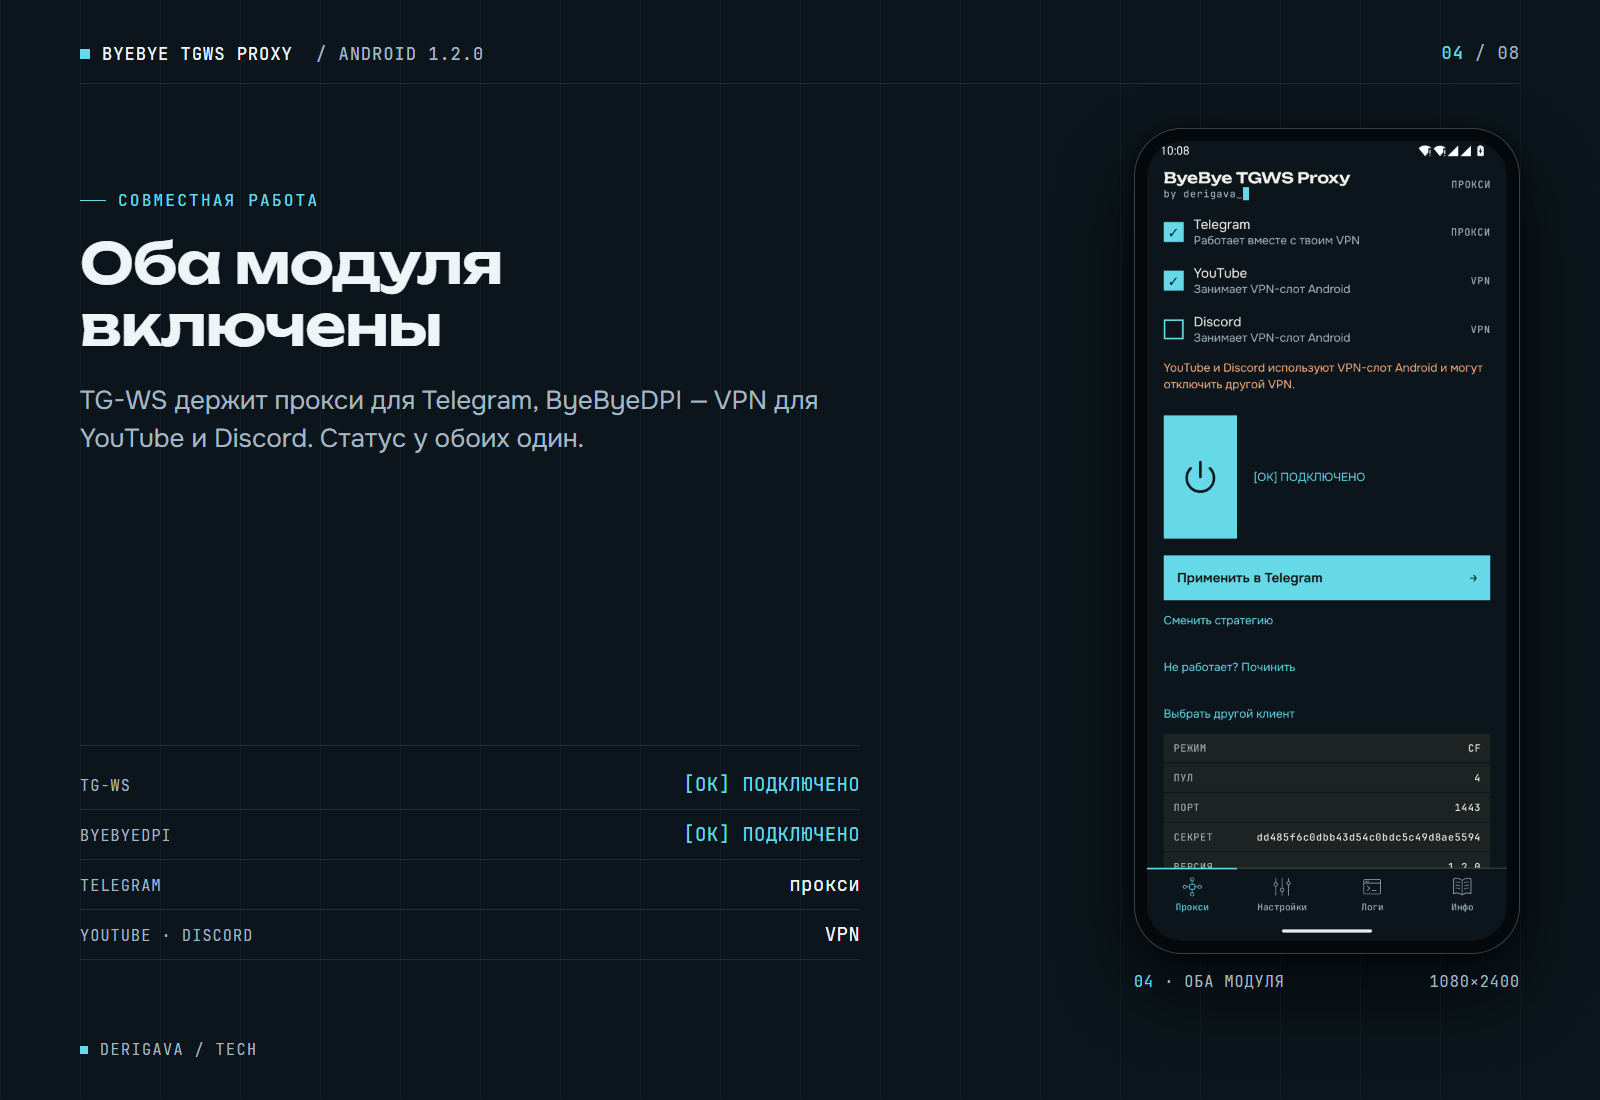 BYEBYE TGWS PROXY / ANDROID 1.2.0
04 / 08
СОВМЕСТНАЯ РАБОТА
Оба модуля
включены
TG-WS держит прокси для Telegram, ByeByeDPI — VPN для
YouTube и Discord. Статус у обоих один.
TG-WS [OK] ПОДКЛЮЧЕНО
BYEBYEDPI [OK] ПОДКЛЮЧЕНО
TELEGRAM прокси
YOUTUBE · DISCORD VPN
DERIGAVA / TECH
10:08
ByeBye TGWS Proxy
by derigava_
ПРОКСИ
Telegram
Работает вместе с твоим VPN
ПРОКСИ
YouTube
Занимает VPN-слот Android
VPN
Discord
Занимает VPN-слот Android
VPN
YouTube и Discord используют VPN-слот Android и могут
отключить другой VPN.
[OK] ПОДКЛЮЧЕНО
Применить в Telegram →
Сменить стратегию
Не работает? Починить
Выбрать другой клиент
РЕЖИМ CF
ПУЛ 4
ПОРТ 1443
СЕКРЕТ dd485f6c0dbb43d54c0bdc5c49d8ae5594
ВЕРСИЯ 1.2.0
Прокси Настройки Логи Инфо
04 · ОБА МОДУЛЯ 1080×2400